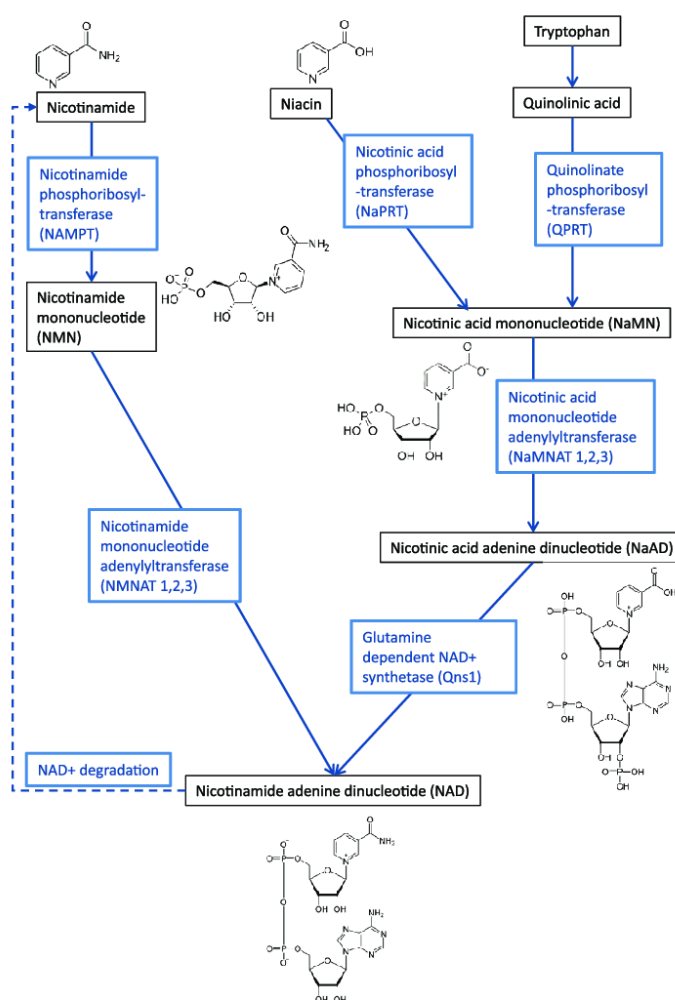 Tryptophan
Nicotinamide
Niacin
Quinolinic acid
Nicotinamide
phosphoribosyl-
transferase
(NAMPT)
Nicotinic acid
phosphoribosyl
-transferase
(NaPRT)
Quinolinate
phosphoribosyl
-transferase
(QPRT)
Nicotinamide
mononucleotide
(NMN)
Nicotinic acid mononucleotide (NaMN)
Nicotinic acid
mononucleotide
adenylyltransferase
(NaMNAT 1,2,3)
Nicotinamide
mononucleotide
adenylyltransferase
(NMNAT 1,2,3)
Nicotinic acid adenine dinucleotide (NaAD)
Glutamine
dependent NAD+
synthetase (Qns1)
NAD+ degradation
Nicotinamide adenine dinucleotide (NAD)